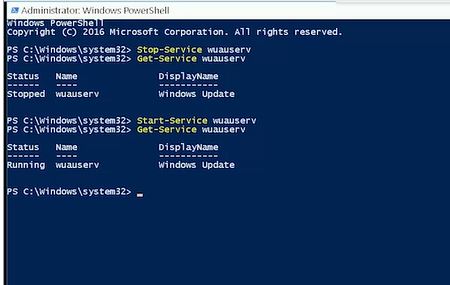 Administrator: Windows PowerShell
Windows PowerShell
Copyright (C) 2016 Microsoft Corporation. All rights reserved.
PS C:\Windows\system32> Stop-Service wuauserv
PS C:\Windows\system32> Get-Service wuauserv
Status Name DisplayName
------ ---- -----------
Stopped wuauserv Windows Update
PS C:\Windows\system32> Start-Service wuauserv
PS C:\Windows\system32> Get-Service wuauserv
Status Name DisplayName
------ ---- -----------
Running wuauserv Windows Update
PS C:\Windows\system32> _